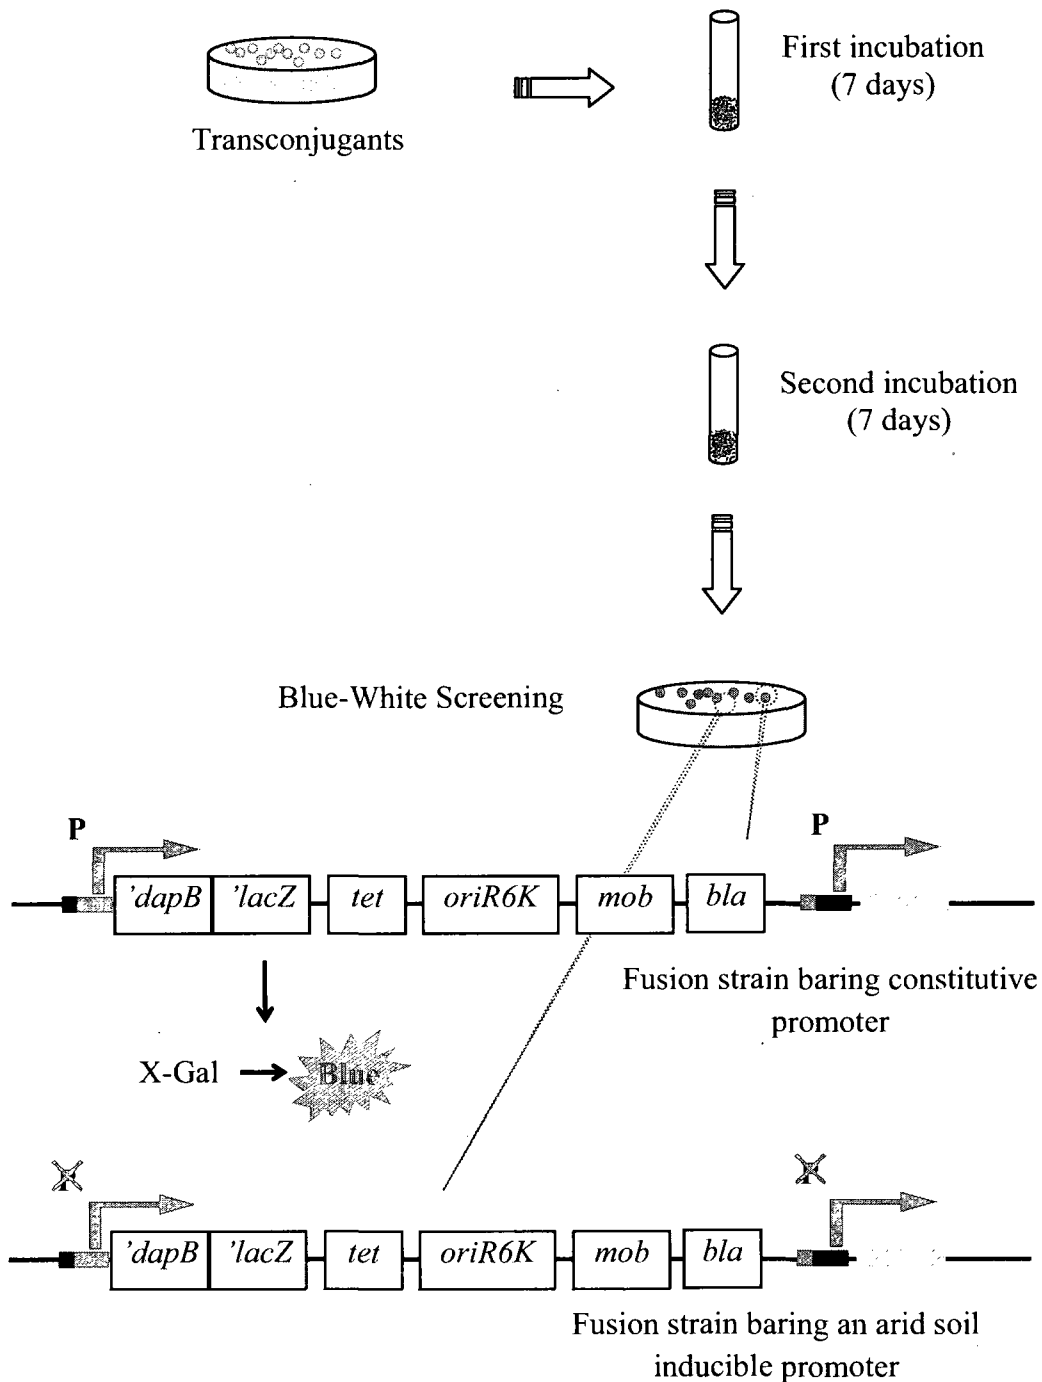 First incubation
(7 days)
Transconjugants
Second incubation
(7 days)
Blue-White Screening
P
P
'dapB 'lacZ tet oriR6K mob bla
Fusion strain baring constitutive
promoter
X-Gal Blue
P P
'dapB 'lacZ tet oriR6K mob bla
Fusion strain baring an arid soil
inducible promoter